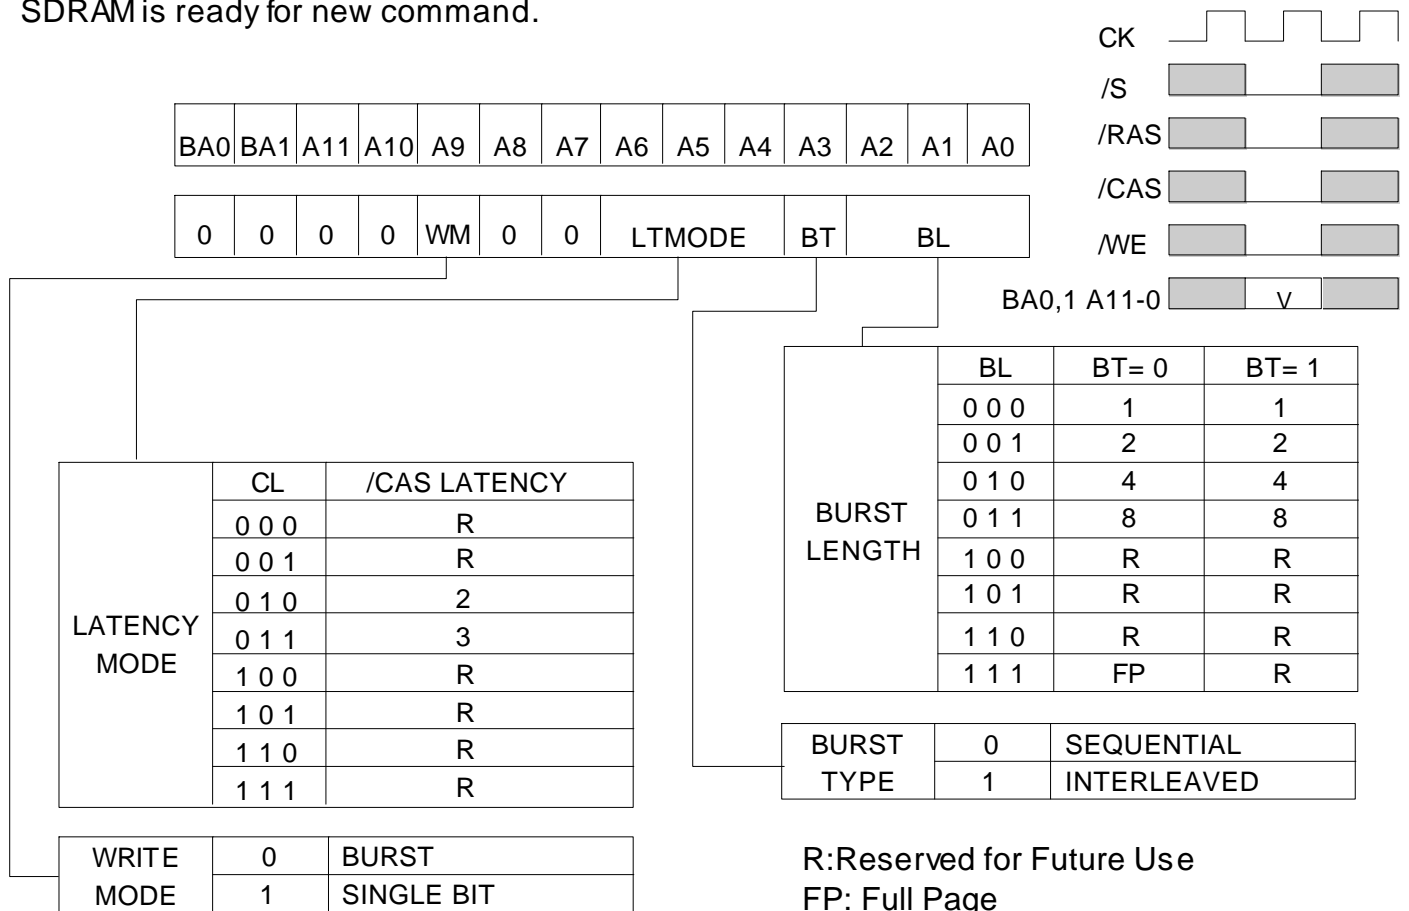 SDRAM is ready for new command.
CK
/S
/RAS
/CAS
/WE
BA0,1 A11-0 V
BA0 BA1 A11 A10 A9 A8 A7 A6 A5 A4 A3 A2 A1 A0
0 0 0 0 WM 0 0 LTMODE BT BL
LATENCY MODE
CL /CAS LATENCY
0 0 0 R
0 0 1 R
0 1 0 2
0 1 1 3
1 0 0 R
1 0 1 R
1 1 0 R
1 1 1 R
WRITE MODE
0 BURST
1 SINGLE BIT
BURST LENGTH
BL BT= 0 BT= 1
0 0 0 1 1
0 0 1 2 2
0 1 0 4 4
0 1 1 8 8
1 0 0 R R
1 0 1 R R
1 1 0 R R
1 1 1 FP R
BURST TYPE
0 SEQUENTIAL
1 INTERLEAVED
R:Reserved for Future Use
FP: Full Page